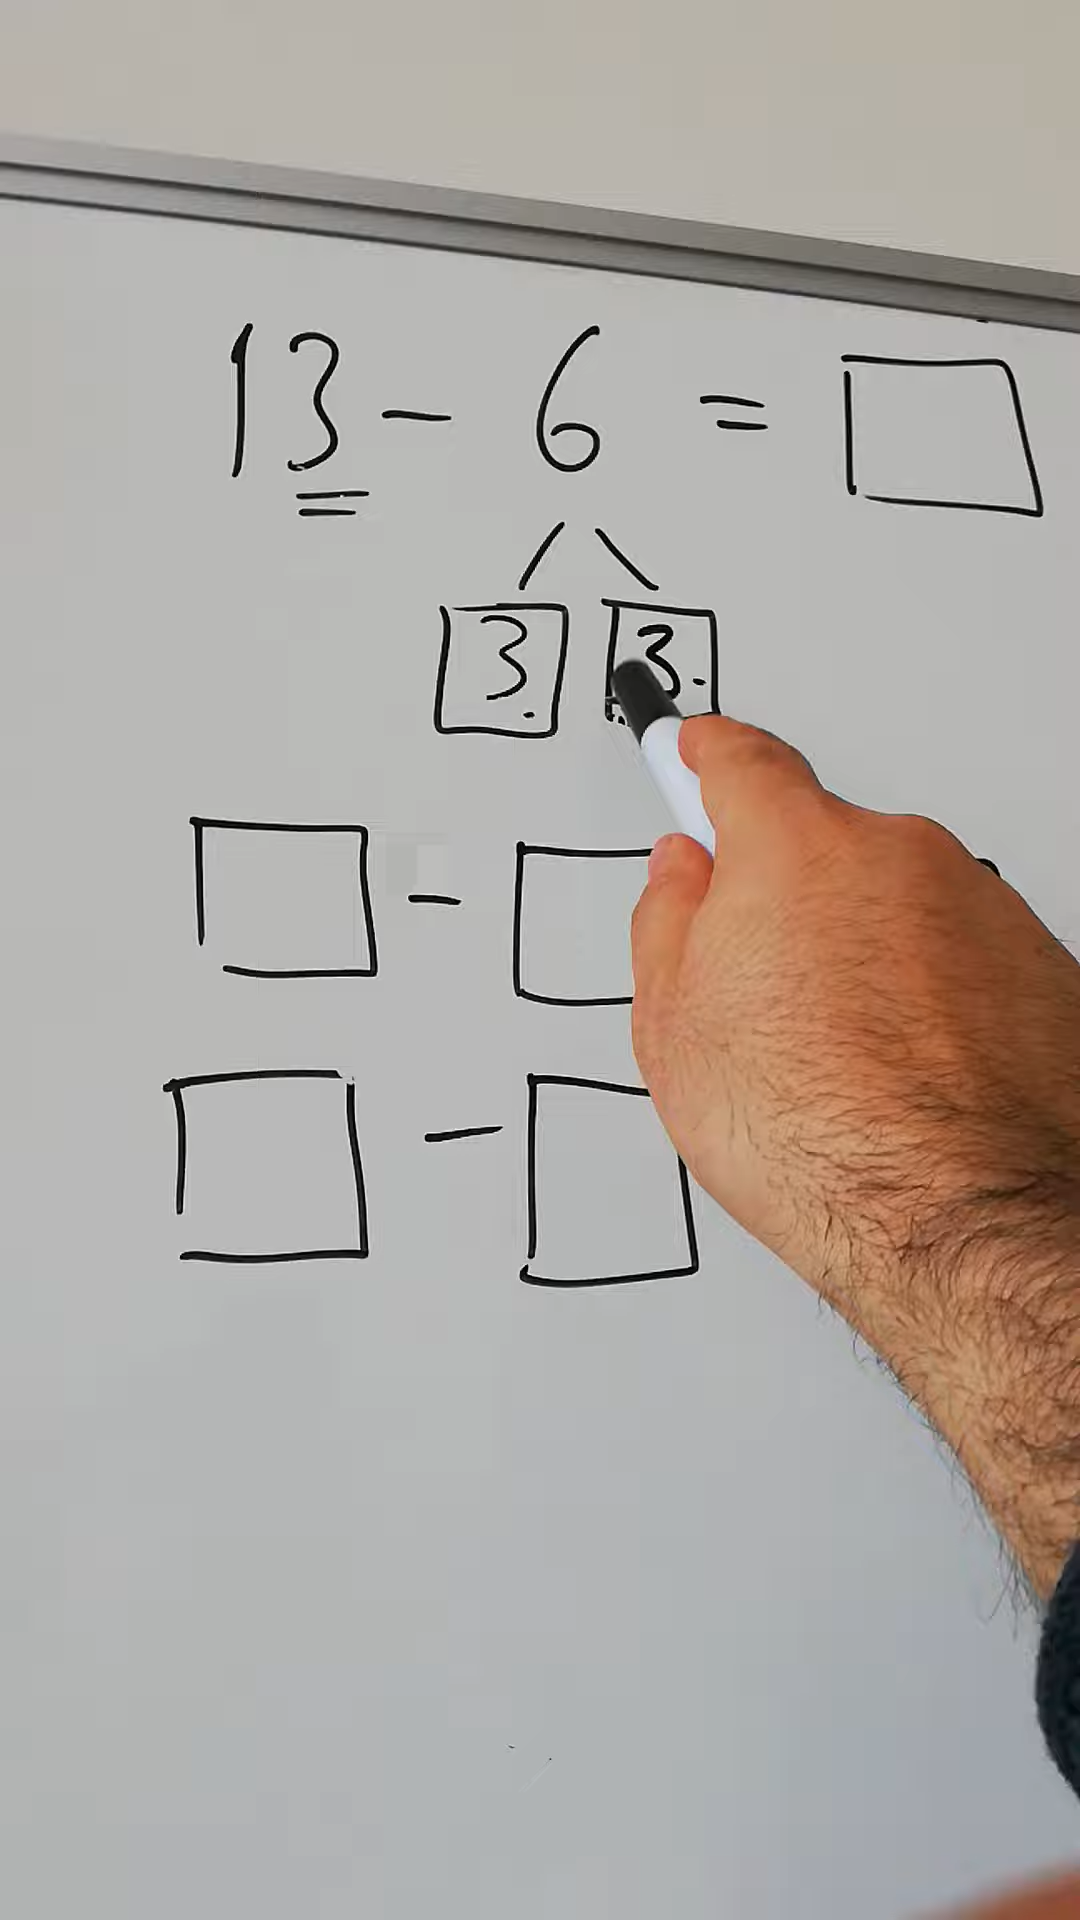 13 - 6 =
3. 3.
-
-